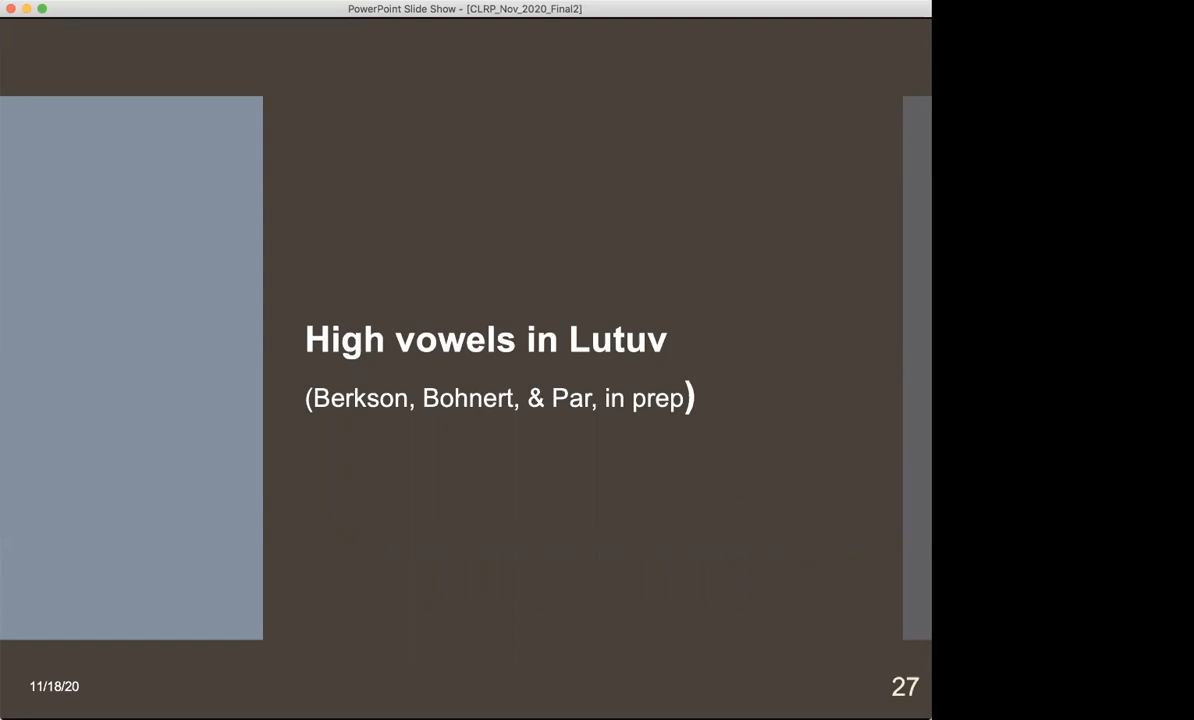 PowerPoint Slide Show - [CLRP_Nov_2020_Final2]
High vowels in Lutuv
(Berkson, Bohnert, & Par, in prep)
11/18/20
27